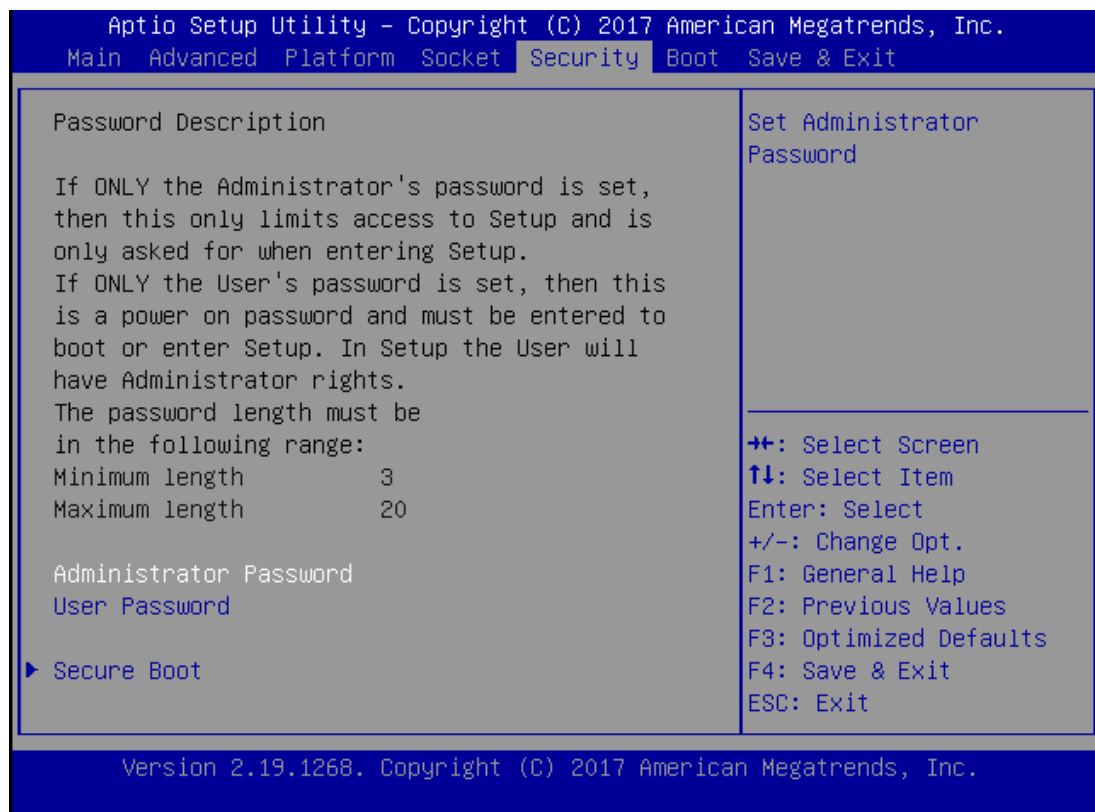 Aptio Setup Utility – Copyright (C) 2017 American Megatrends, Inc.
Main Advanced Platform Socket Security Boot Save & Exit
Password Description
If ONLY the Administrator's password is set,
then this only limits access to Setup and is
only asked for when entering Setup.
If ONLY the User's password is set, then this
is a power on password and must be entered to
boot or enter Setup. In Setup the User will
have Administrator rights.
The password length must be
in the following range:
Minimum length 3
Maximum length 20
Administrator Password
User Password
Secure Boot
Set Administrator
Password
→←: Select Screen
↑↓: Select Item
Enter: Select
+/-: Change Opt.
F1: General Help
F2: Previous Values
F3: Optimized Defaults
F4: Save & Exit
ESC: Exit
Version 2.19.1268. Copyright (C) 2017 American Megatrends, Inc.